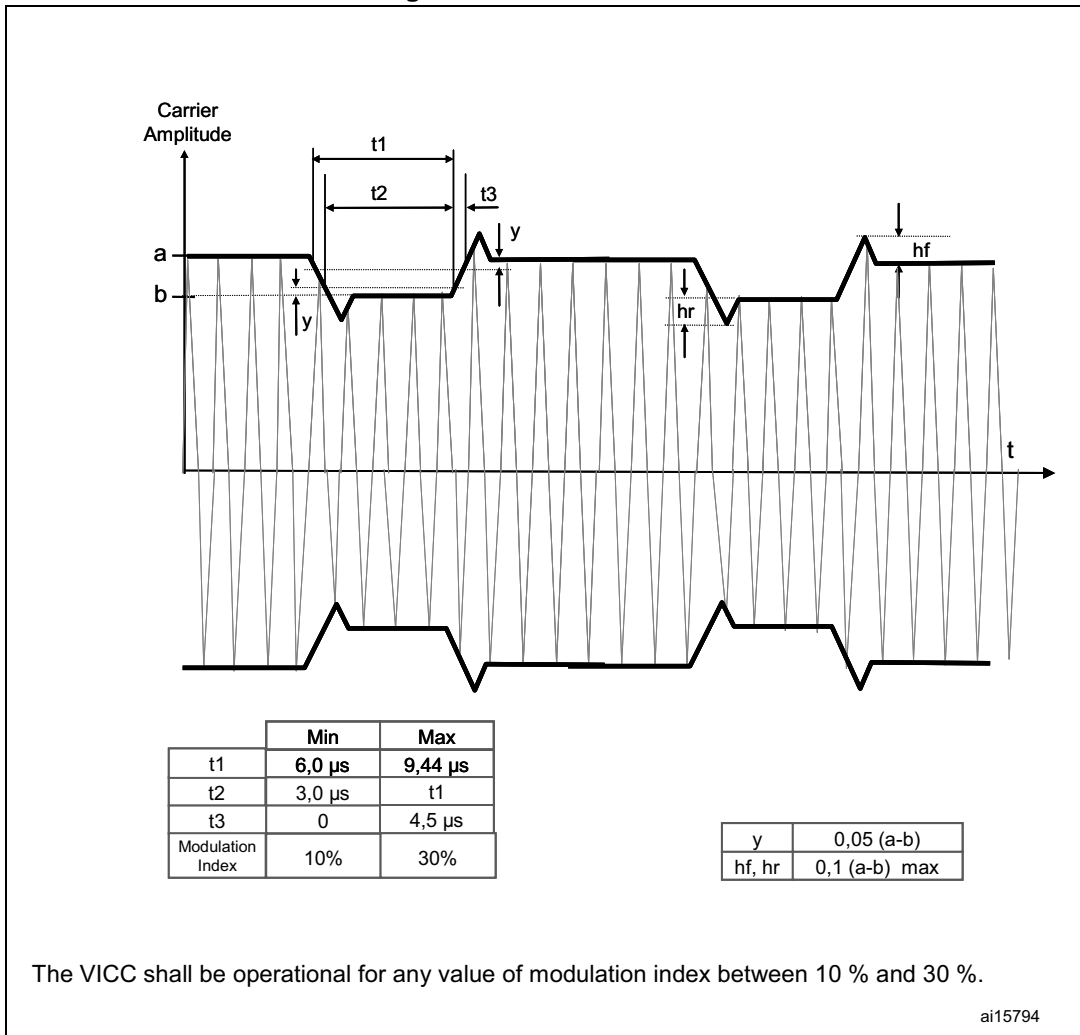 Carrier
Amplitude
t1
t2
t3
y
hf
a
b
y
hr
t
Min Max
t1 6,0 µs 9,44 µs
t2 3,0 µs t1
t3 0 4,5 µs
Modulation
Index 10% 30%
y 0,05 (a-b)
hf, hr 0,1 (a-b) max
The VICC shall be operational for any value of modulation index between 10 % and 30 %.
ai15794